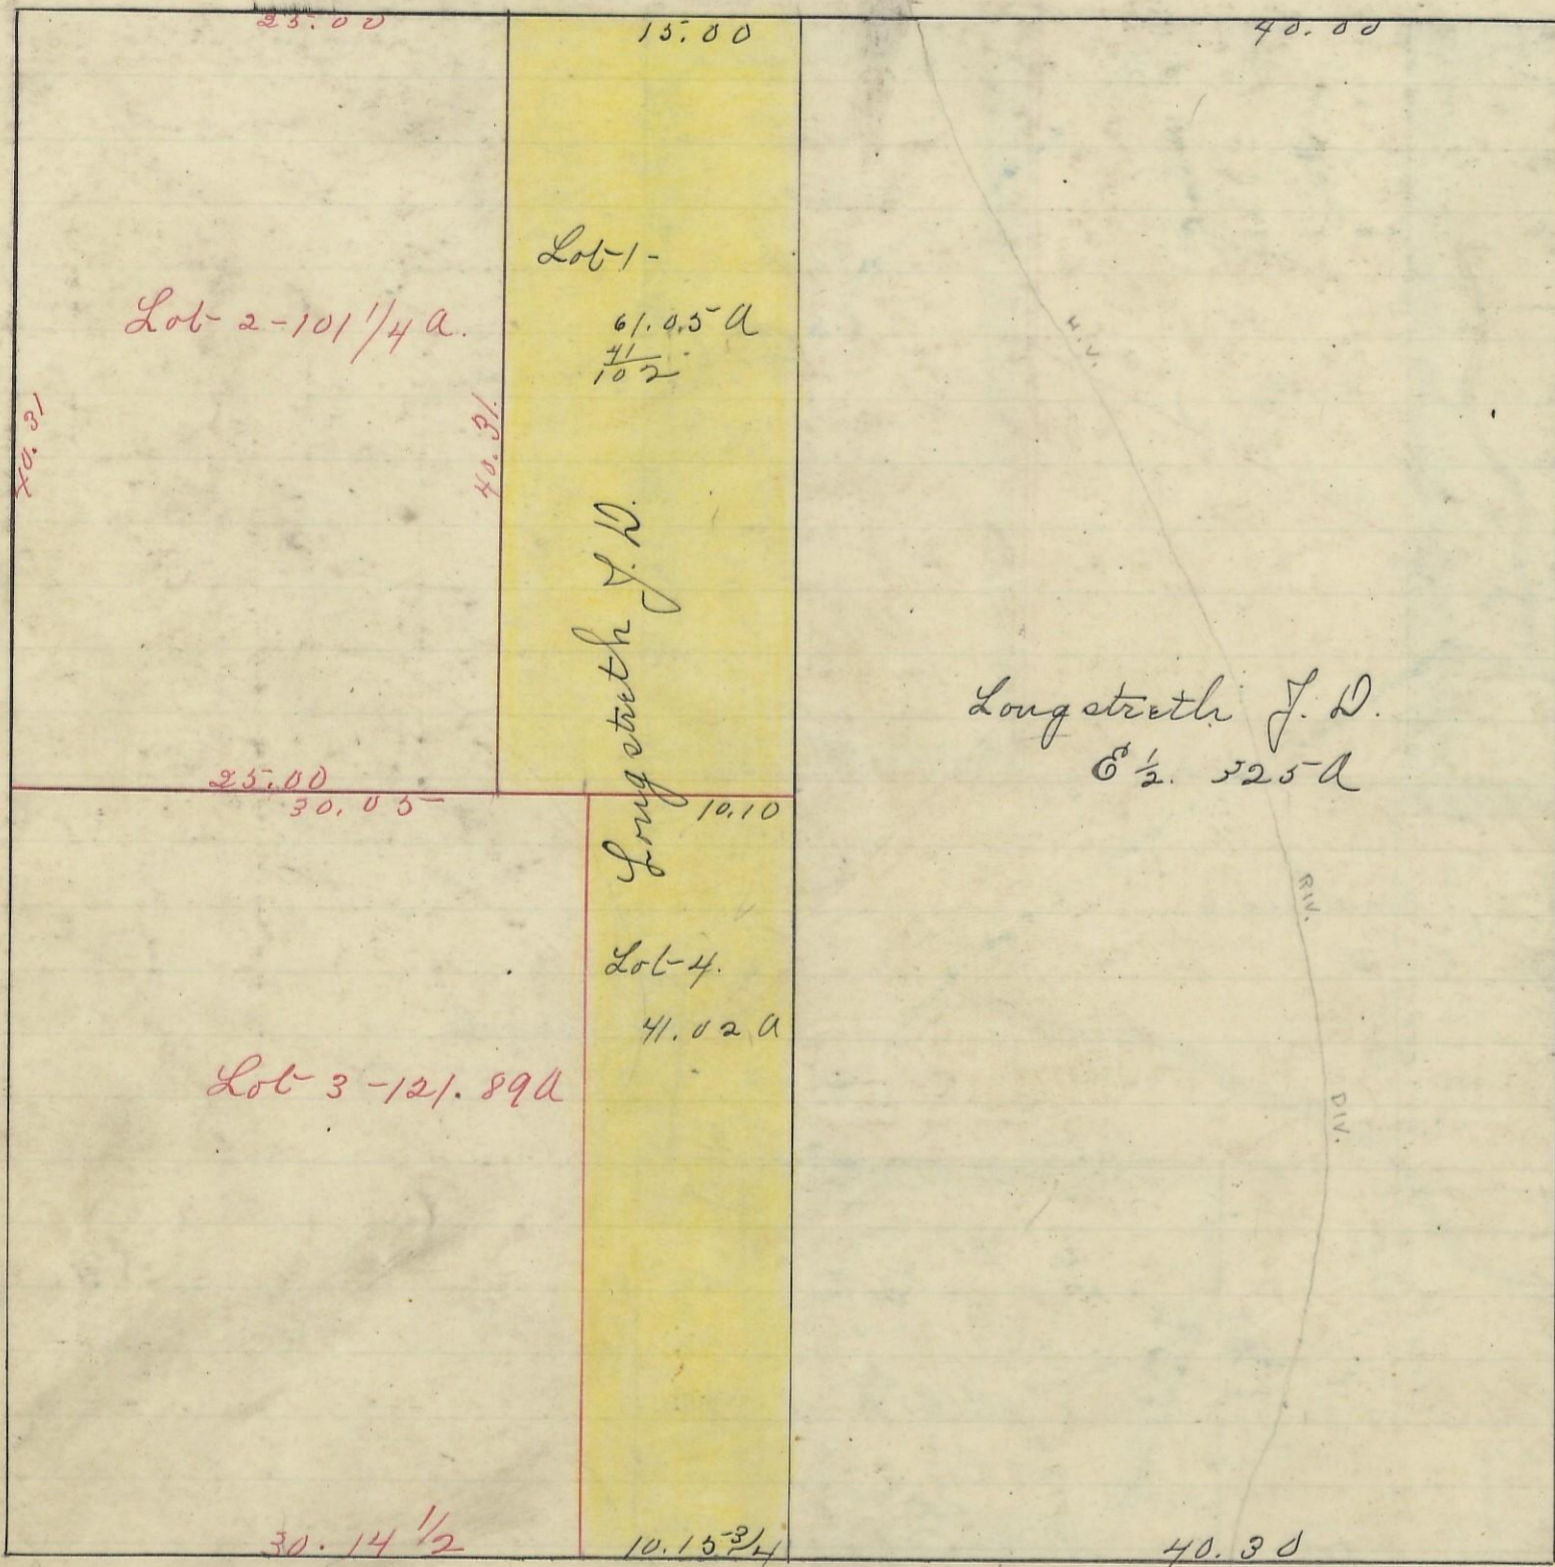 25.00
15.00
40.00
Lot 1 -
61.05 A
41
102
Lot 2 - 101 1/4 A.
40.31
40.31
H.V.
Longstreth J. D.
Longstreth J. D.
E 1/2. 325 A
25.00
30.05
10.10
RIV.
Lot 4.
41.02 A
Lot 3 - 121.89 A
DIV.
30.14 1/2
10.15 3/4
40.30